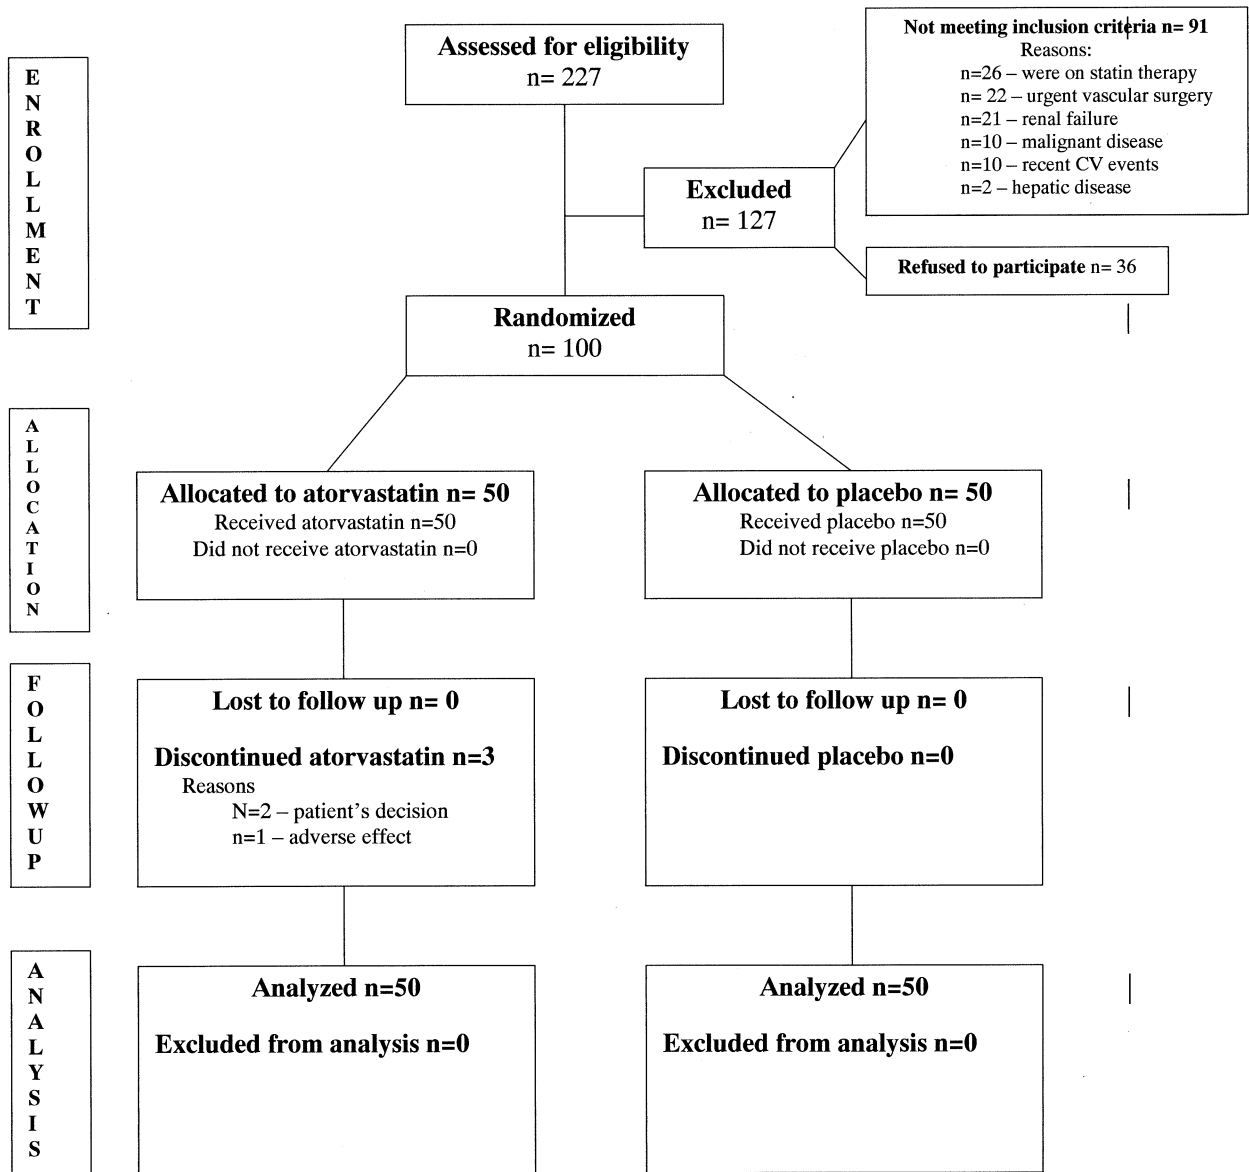 ENROLLMENT
Assessed for eligibility
n= 227
Not meeting inclusion criteria n= 91
Reasons:
n=26 – were on statin therapy
n= 22 – urgent vascular surgery
n=21 – renal failure
n=10 – malignant disease
n=10 – recent CV events
n=2 – hepatic disease
Excluded
n= 127
Refused to participate n= 36
Randomized
n= 100
ALLOCATION
Allocated to atorvastatin n= 50
Received atorvastatin n=50
Did not receive atorvastatin n=0
Allocated to placebo n= 50
Received placebo n=50
Did not receive placebo n=0
FOLLOWUP
Lost to follow up n= 0
Discontinued atorvastatin n=3
Reasons
N=2 – patient's decision
n=1 – adverse effect
Lost to follow up n= 0
Discontinued placebo n=0
ANALYSIS
Analyzed n=50
Excluded from analysis n=0
Analyzed n=50
Excluded from analysis n=0